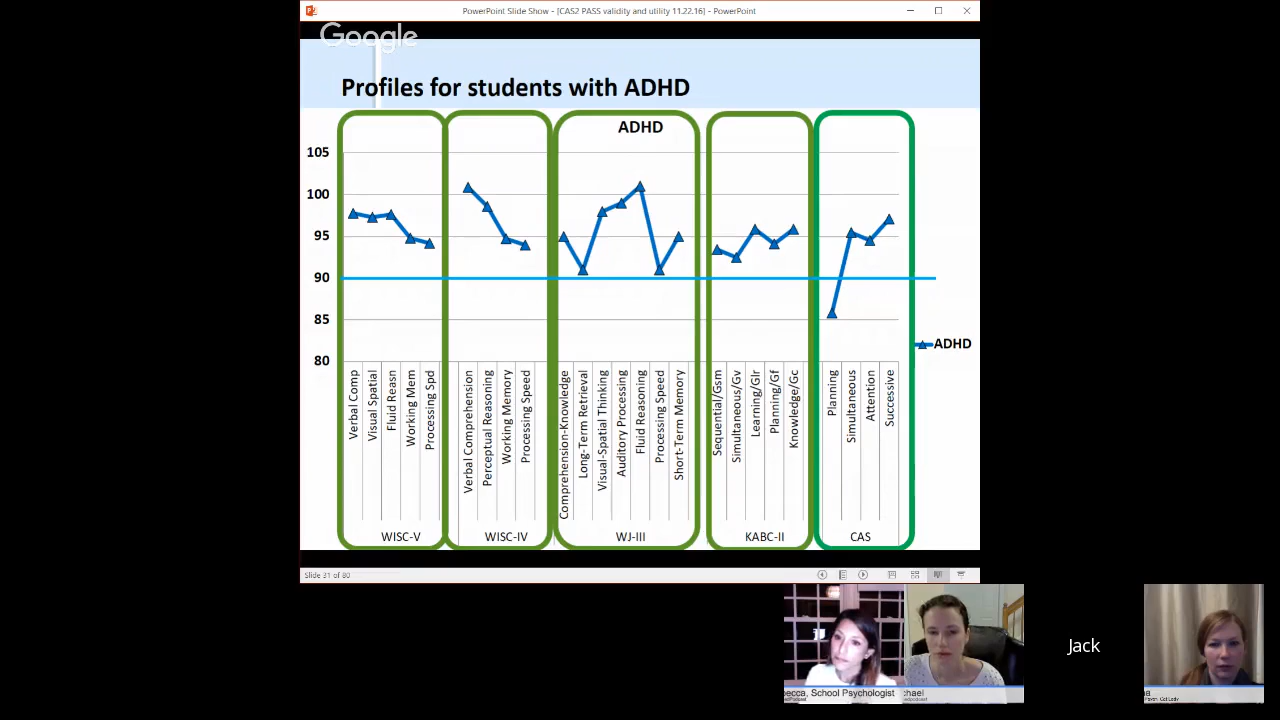 PowerPoint Slide Show - [CAS2 PASS validity and utility 11.22.16] - PowerPoint
Google
Profiles for students with ADHD
ADHD
105
100
95
90
85
80
ADHD
Verbal Comp
Visual Spatial
Fluid Reasn
Working Mem
Processing Spd
Verbal Comprehension
Perceptual Reasoning
Working Memory
Processing Speed
Comprehension-Knowledge
Long-Term Retrieval
Visual-Spatial Thinking
Auditory Processing
Fluid Reasoning
Processing Speed
Short-Term Memory
Sequential/Gsm
Simultaneous/Gv
Learning/Glr
Planning/Gf
Knowledge/Gc
Planning
Simultaneous
Attention
Successive
WISC-V
WISC-IV
WJ-III
KABC-II
CAS
Slide 31 of 80
Jack
becca, School Psychologist
chael